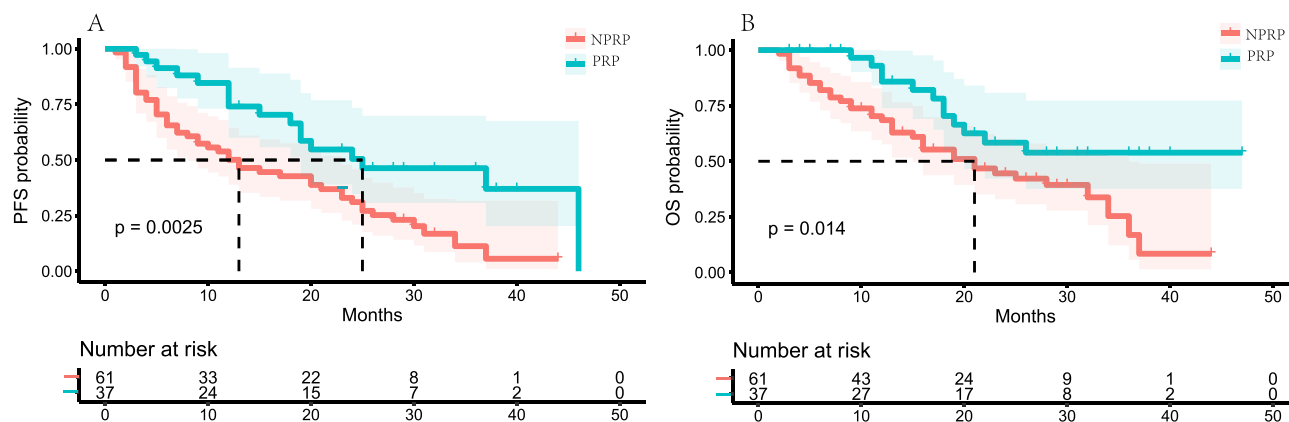 A
NPRP
PRP
1.00
0.75
0.50
0.25
0.00
PFS probability
p = 0.0025
0 10 20 30 40 50
Months
Number at risk
61 33 22 8 1 0
37 24 15 7 2 0
0 10 20 30 40 50
B
NPRP
PRP
1.00
0.75
0.50
0.25
0.00
OS probability
p = 0.014
0 10 20 30 40 50
Months
Number at risk
61 43 24 9 1 0
37 27 17 8 2 0
0 10 20 30 40 50